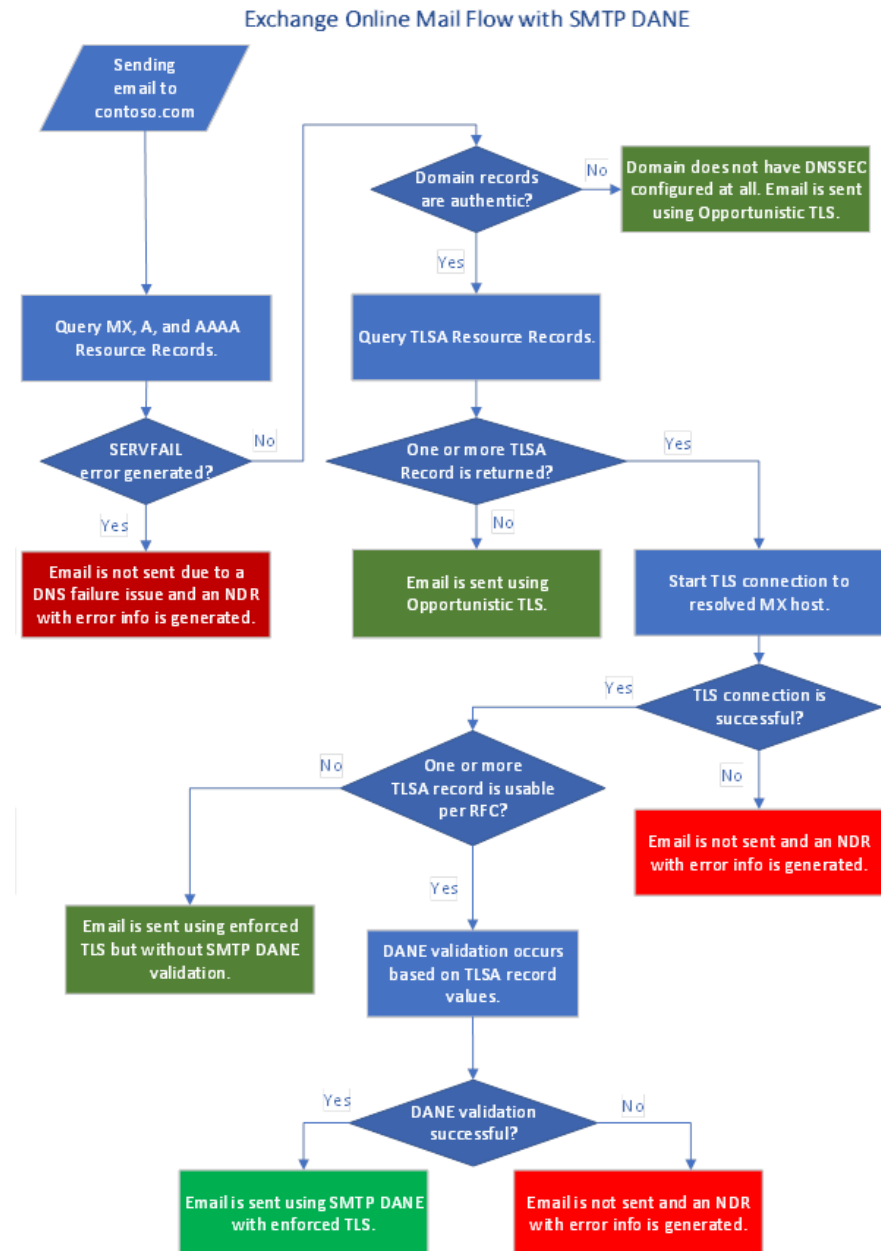 Exchange Online Mail Flow with SMTP DANE
Sending
email to
contoso.com
Query MX, A, and AAAA
Resource Records.
SERVFAIL
error generated?
No
Yes
Email is not sent due to a
DNS failure issue and an NDR
with error info is generated.
Domain records
are authentic?
No
Domain does not have DNSSEC
configured at all. Email is sent
using Opportunistic TLS.
Yes
Query TLSA Resource Records.
One or more TLSA
Record is returned?
Yes
No
Email is sent using
Opportunistic TLS.
Start TLS connection to
resolved MX host.
TLS connection is
successful?
Yes
No
Email is not sent and an NDR
with error info is generated.
One or more
TLSA record is usable
per RFC?
No
Email is sent using enforced
TLS but without SMTP DANE
validation.
Yes
DANE validation occurs
based on TLSA record
values.
DANE validation
successful?
Yes
Email is sent using SMTP DANE
with enforced TLS.
No
Email is not sent and an NDR
with error info is generated.